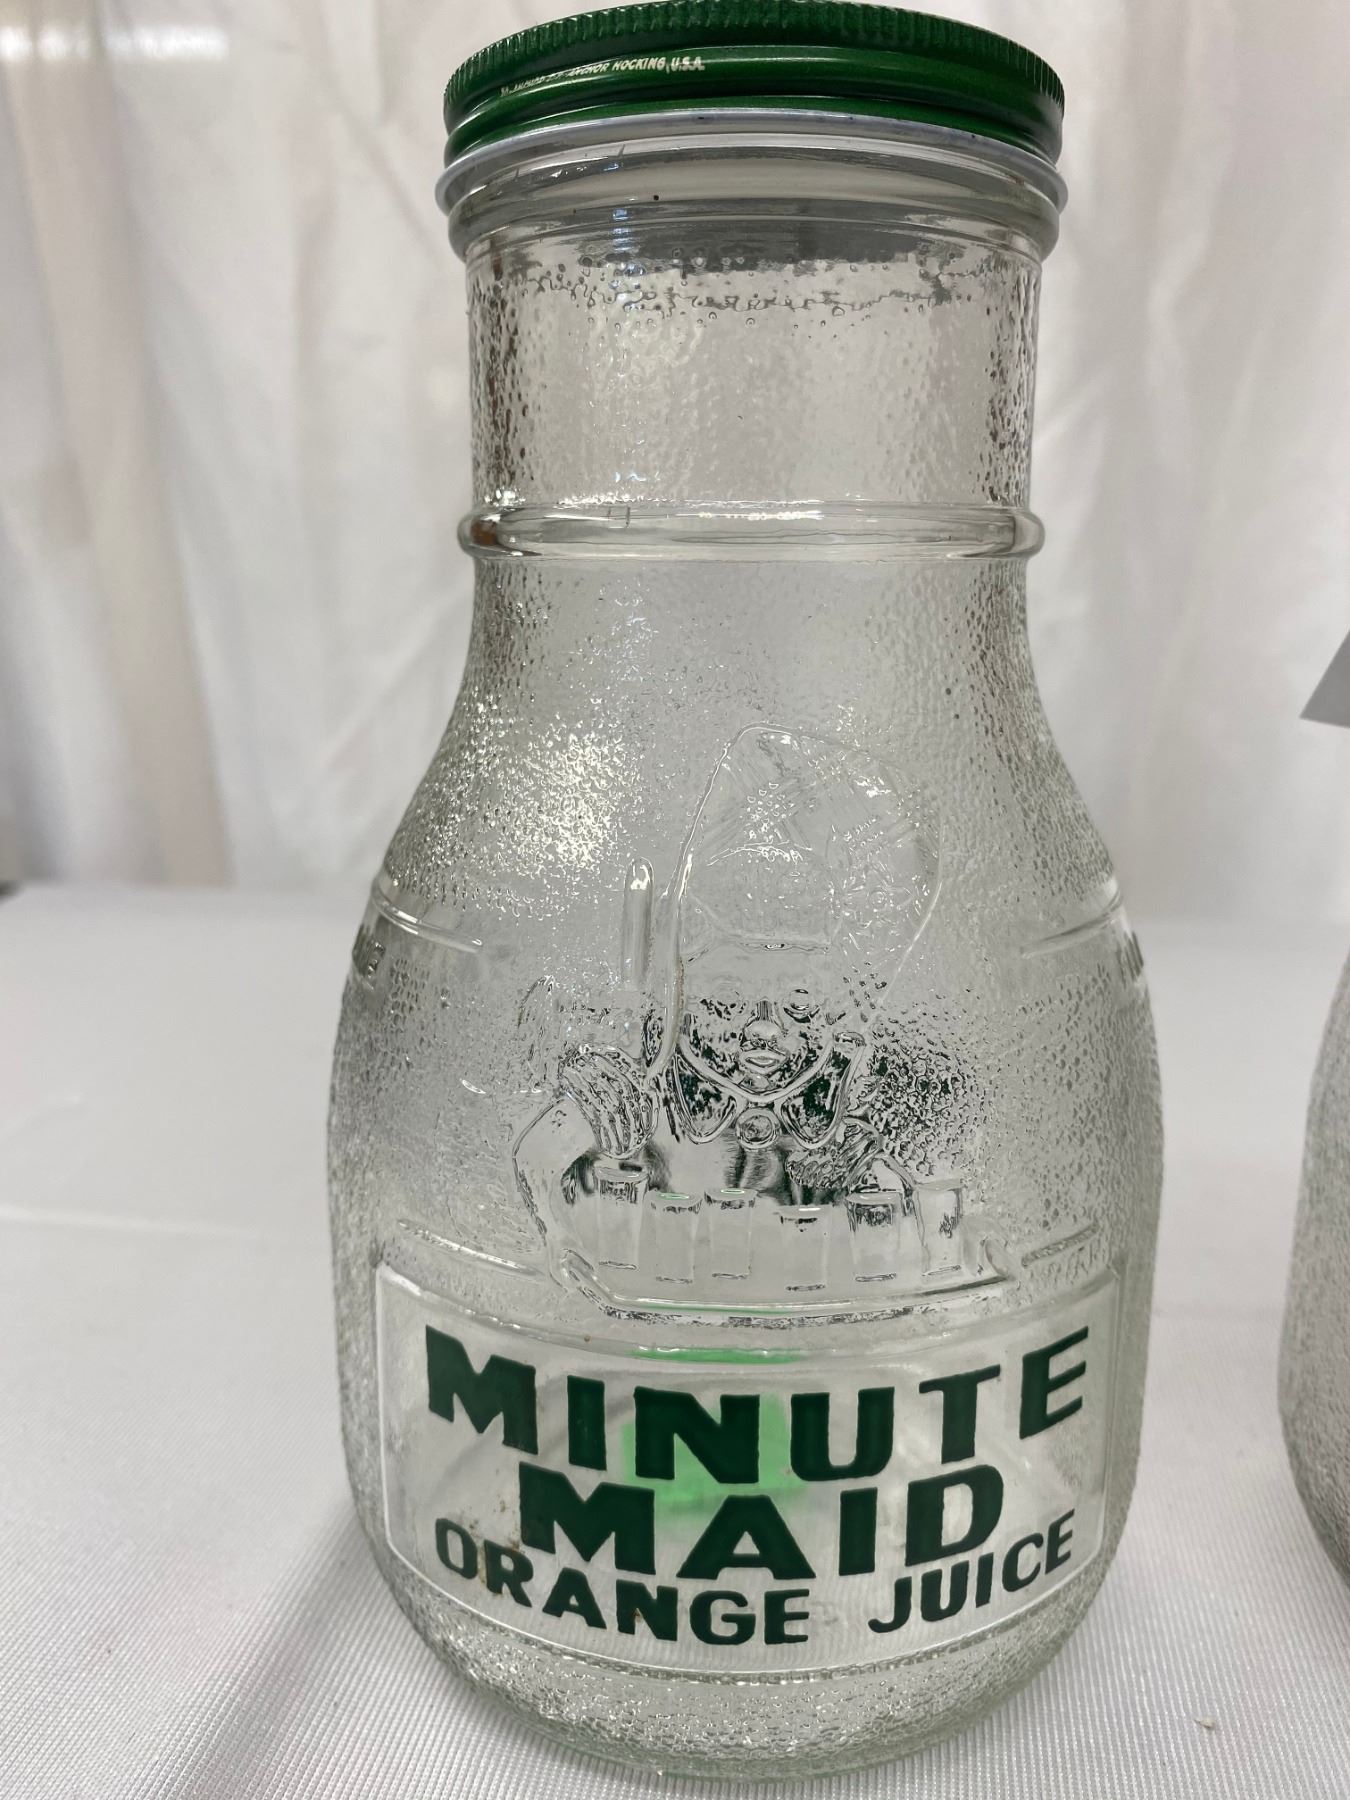 ANCHOR HOCKING, U.S.A.
MINUTE
MAID
ORANGE JUICE